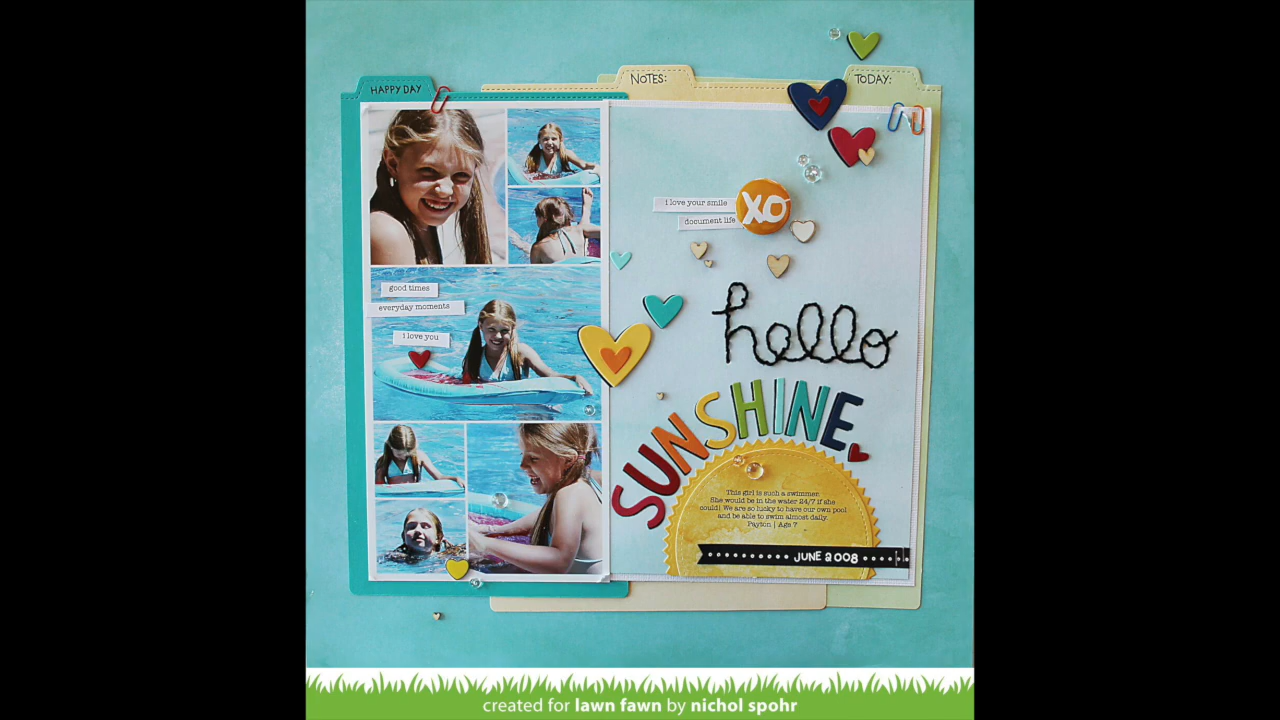 HAPPY DAY
NOTES:
TODAY:
i love your smile
document life
XO
good times
everyday moments
i love you
hello
SUNSHINE
This girl is such a swimmer.
She would be in the water 24/7 if she
could! We are so lucky to have our own pool
and be able to swim almost daily.
Payton | Age 7
JUNE 2008
created for lawn fawn by nichol spohr